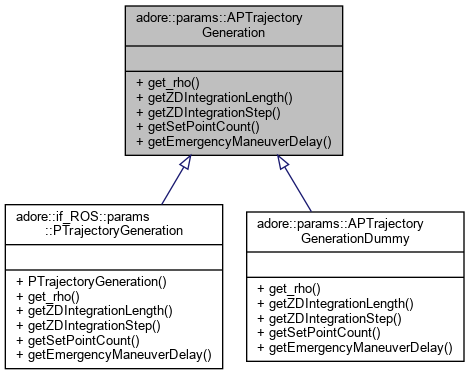 adore::params::APTrajectory
Generation
+ get_rho()
+ getZDIntegrationLength()
+ getZDIntegrationStep()
+ getSetPointCount()
+ getEmergencyManeuverDelay()
adore::if_ROS::params
::PTrajectoryGeneration
+ PTrajectoryGeneration()
+ get_rho()
+ getZDIntegrationLength()
+ getZDIntegrationStep()
+ getSetPointCount()
+ getEmergencyManeuverDelay()
adore::params::APTrajectory
GenerationDummy
+ get_rho()
+ getZDIntegrationLength()
+ getZDIntegrationStep()
+ getSetPointCount()
+ getEmergencyManeuverDelay()